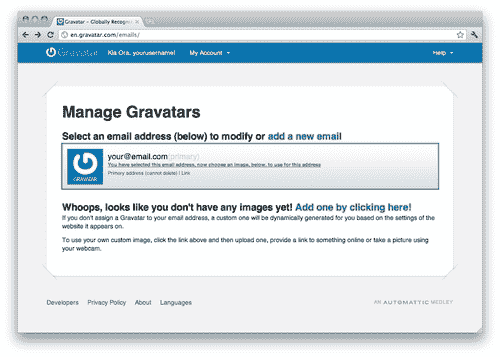 Gravatar - Globally Recogni
en.gravatar.com/emails/
Gravatar Kia Ora, yourusername! My Account Help
Manage Gravatars
Select an email address (below) to modify or add a new email
GRAVATAR
your@email.com (primary)
You have selected this email address, now choose an image, below, to use for this address
Primary address (cannot delete) | Link
Whoops, looks like you don't have any images yet! Add one by clicking here!
If you don't assign a Gravatar to your email address, a custom one will be dynamically generated for you based on the settings of the
website it appears on.
To use your own custom image, click the link above and then upload one, provide a link to something online or take a picture using
your webcam.
Developers Privacy Policy About Languages
AN AUTOMATTIC MEDLEY